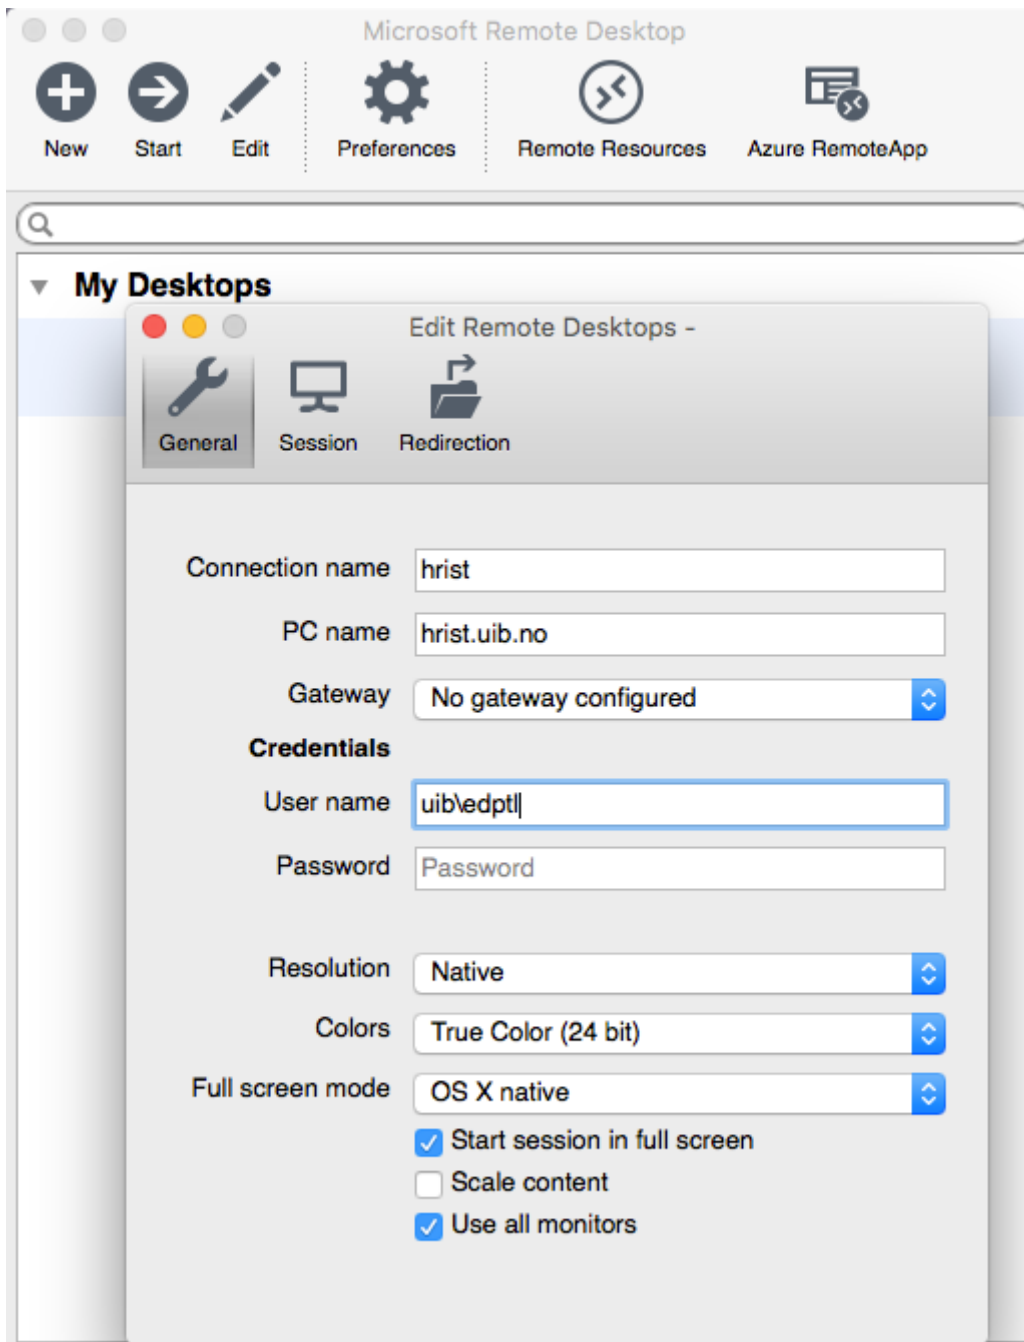 Microsoft Remote Desktop
New Start Edit Preferences Remote Resources Azure RemoteApp
My Desktops
Edit Remote Desktops -
General Session Redirection
Connection name hrist
PC name hrist.uib.no
Gateway No gateway configured
Credentials
User name uib\edptl
Password Password
Resolution Native
Colors True Color (24 bit)
Full screen mode OS X native
Start session in full screen
Scale content
Use all monitors